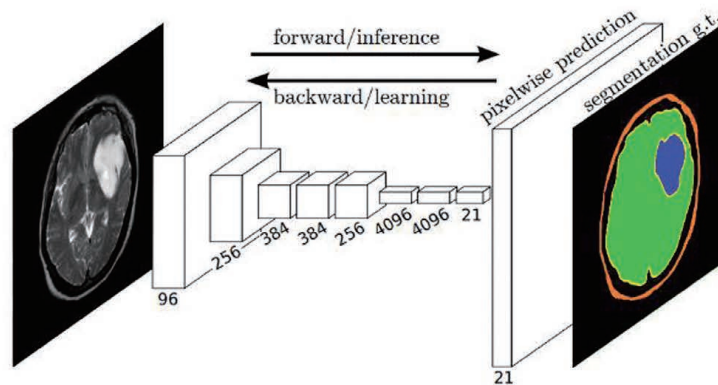 forward/inference
backward/learning
pixelwise prediction
segmentation g.t.
96
256
384
384
256
4096
4096
21
21